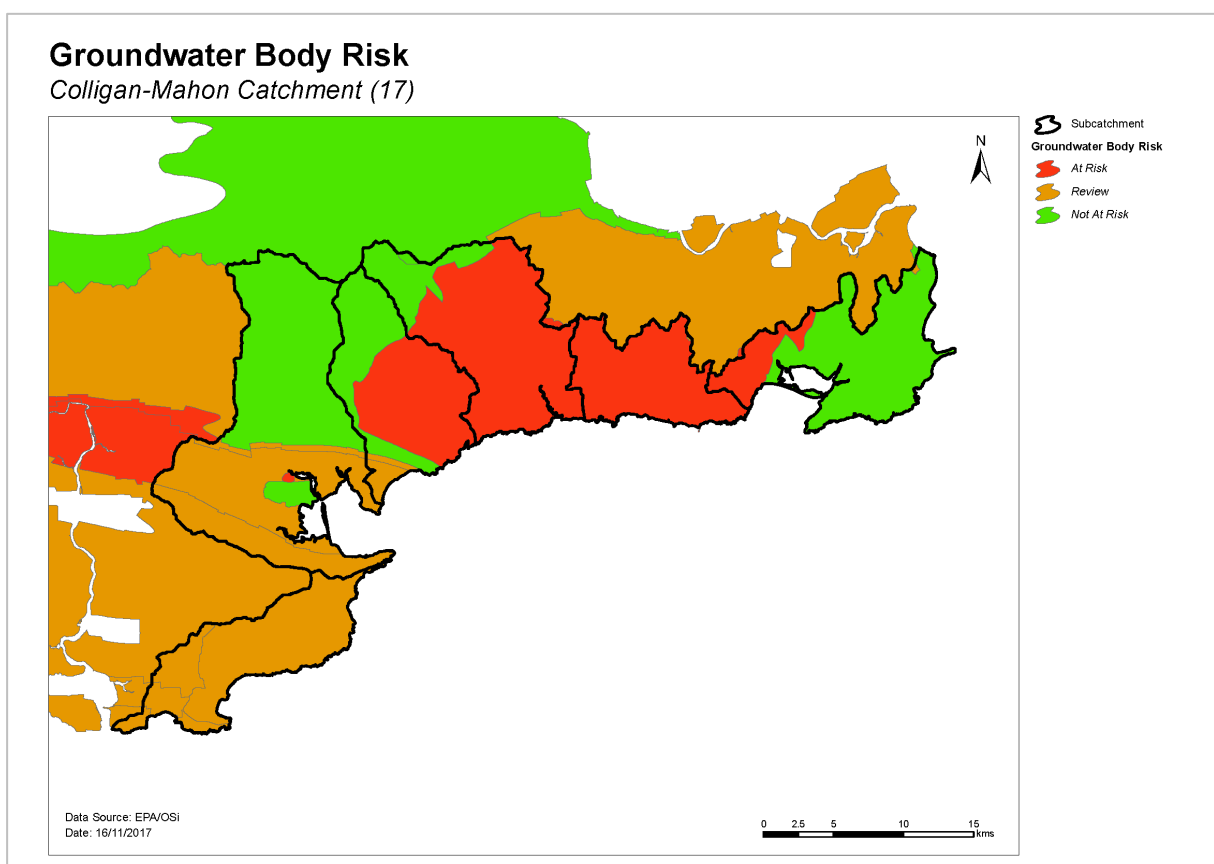 Groundwater Body Risk
Colligan-Mahon Catchment (17)
N
Subcatchment
Groundwater Body Risk
At Risk
Review
Not At Risk
Data Source: EPA/OSi
Date: 16/11/2017
0 2.5 5 10 15
kms